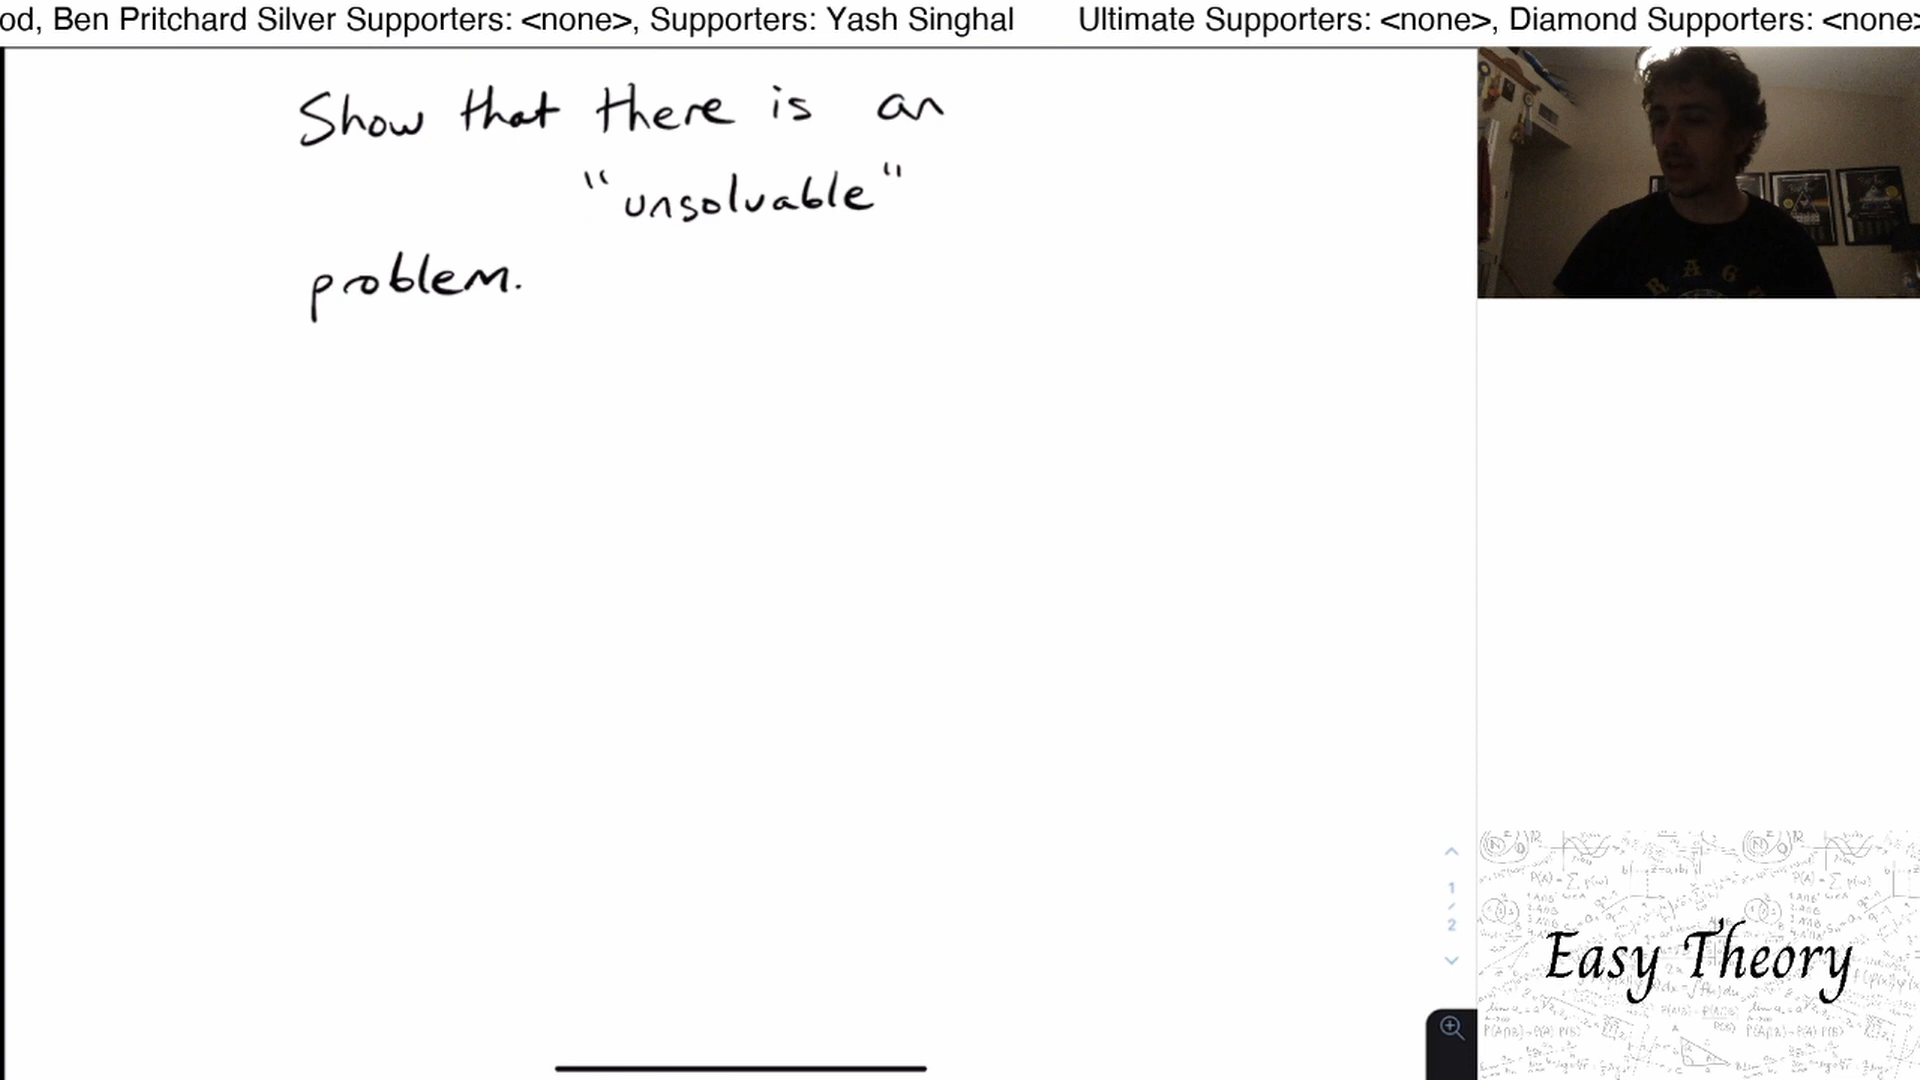 od, Ben Pritchard Silver Supporters: <none>, Supporters: Yash Singhal Ultimate Supporters: <none>, Diamond Supporters: <none>
Show that there is an
"unsolvable"
problem.
1
/
2
Easy Theory